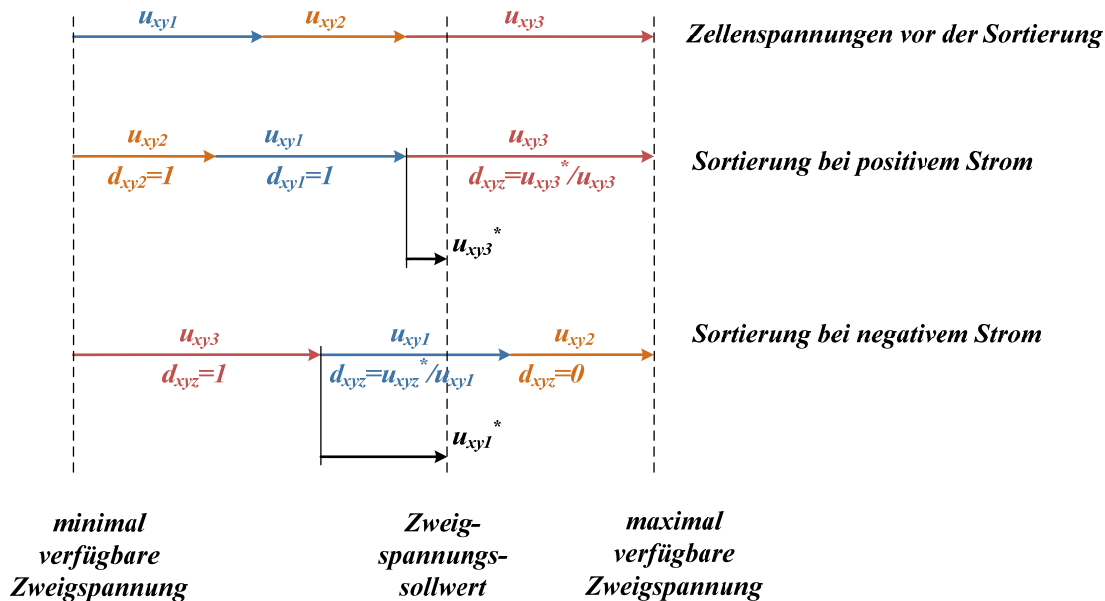 u_xy1 u_xy2 u_xy3 Zellenspannungen vor der Sortierung
u_xy2 u_xy1 u_xy3 Sortierung bei positivem Strom
d_xy2=1 d_xy1=1 d_xyz=u_xy3*/u_xy3
u_xy3*
u_xy3 u_xy1 u_xy2 Sortierung bei negativem Strom
d_xyz=1 d_xyz=u_xyz*/u_xy1 d_xyz=0
u_xy1*
minimal
verfügbare
Zweigspannung
Zweig-
spannungs-
sollwert
maximal
verfügbare
Zweigspannung